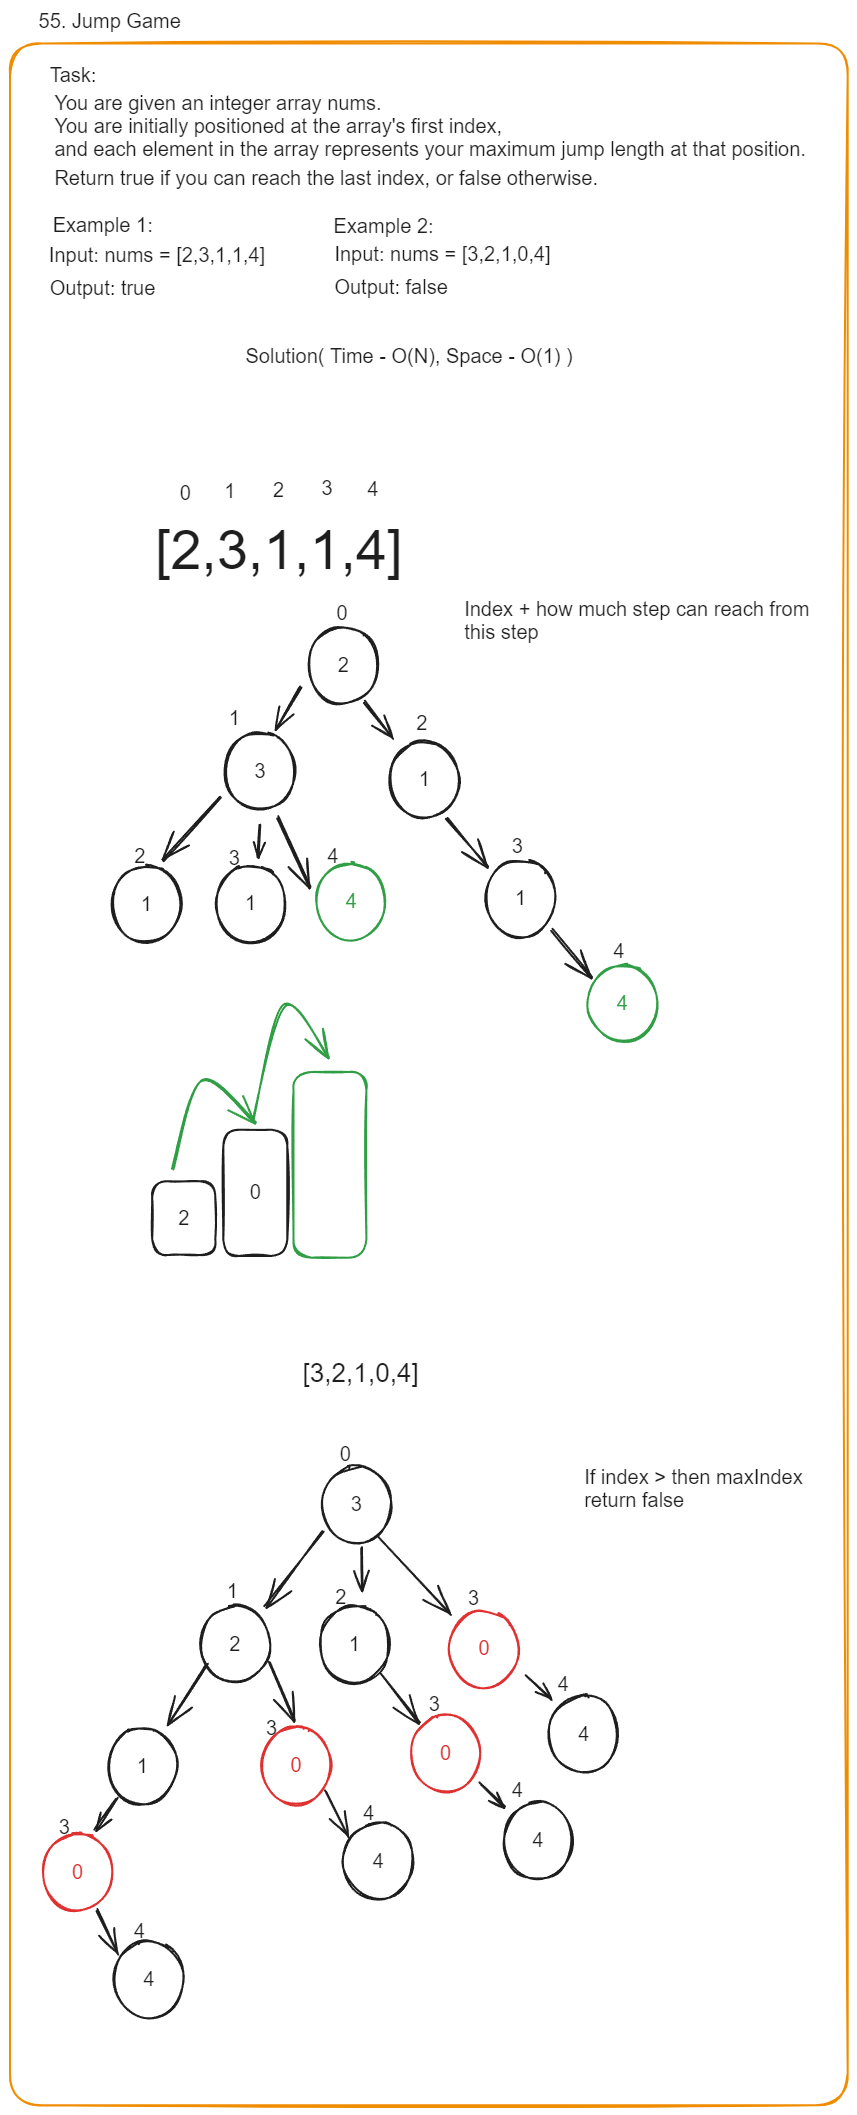 55. Jump Game
Task:
You are given an integer array nums.
You are initially positioned at the array's first index,
and each element in the array represents your maximum jump length at that position.
Return true if you can reach the last index, or false otherwise.
Example 1:
Input: nums = [2,3,1,1,4]
Output: true
Example 2:
Input: nums = [3,2,1,0,4]
Output: false
Solution( Time - O(N), Space - O(1) )
0 1 2 3 4
[2,3,1,1,4]
Index + how much step can reach from
this step
0
2
1
2
3
1
2
3
4
3
1
1
4
1
4
4
0
2
[3,2,1,0,4]
If index > then maxIndex
return false
0
3
1
2
3
2
1
0
4
3
3
4
1
0
0
4
3
4
4
0
4
4
4
4